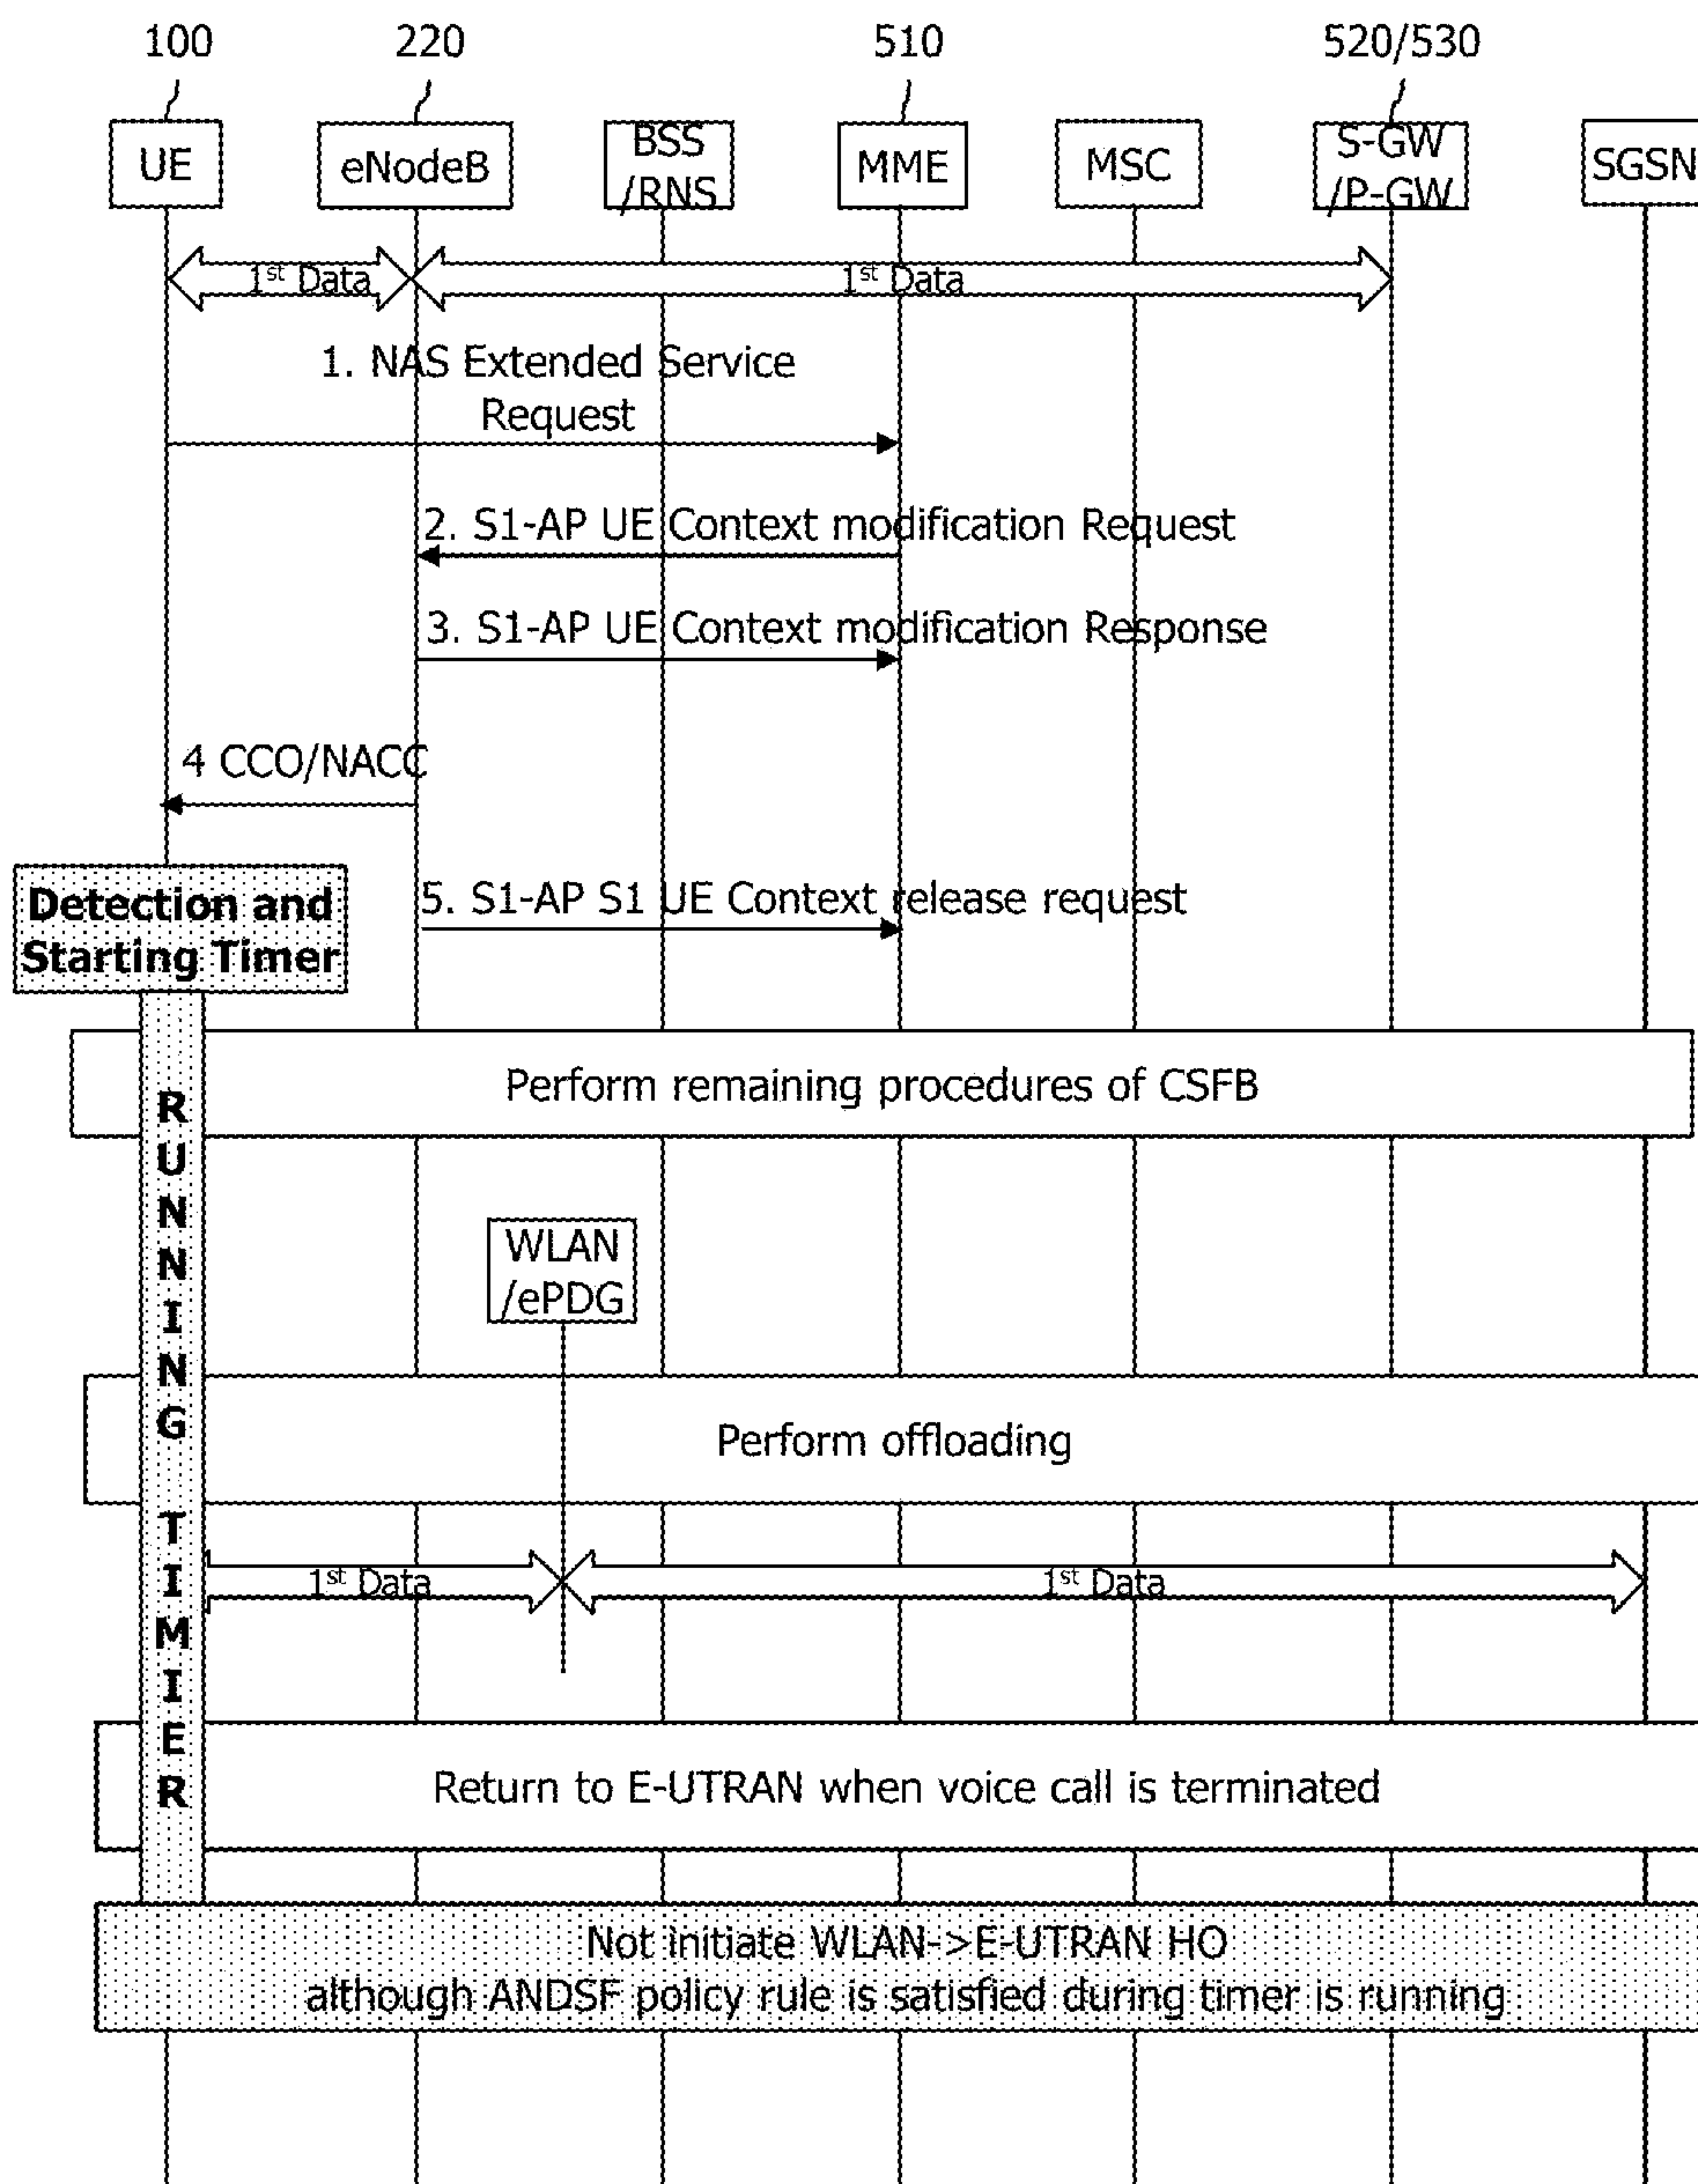 100
220
510
520/530
UE
eNodeB
BSS
/RNS
MME
MSC
S-GW
/P-GW
SGSN
1st Data
1st Data
1. NAS Extended Service
Request
2. S1-AP UE Context modification Request
3. S1-AP UE Context modification Response
4 CCO/NACC
Detection and
Starting Timer
5. S1-AP S1 UE Context release request
Perform remaining procedures of CSFB
RUNNING TIMIER
WLAN
/ePDG
Perform offloading
1st Data
1st Data
Return to E-UTRAN when voice call is terminated
Not initiate WLAN->E-UTRAN HO
although ANDSF policy rule is satisfied during timer is running